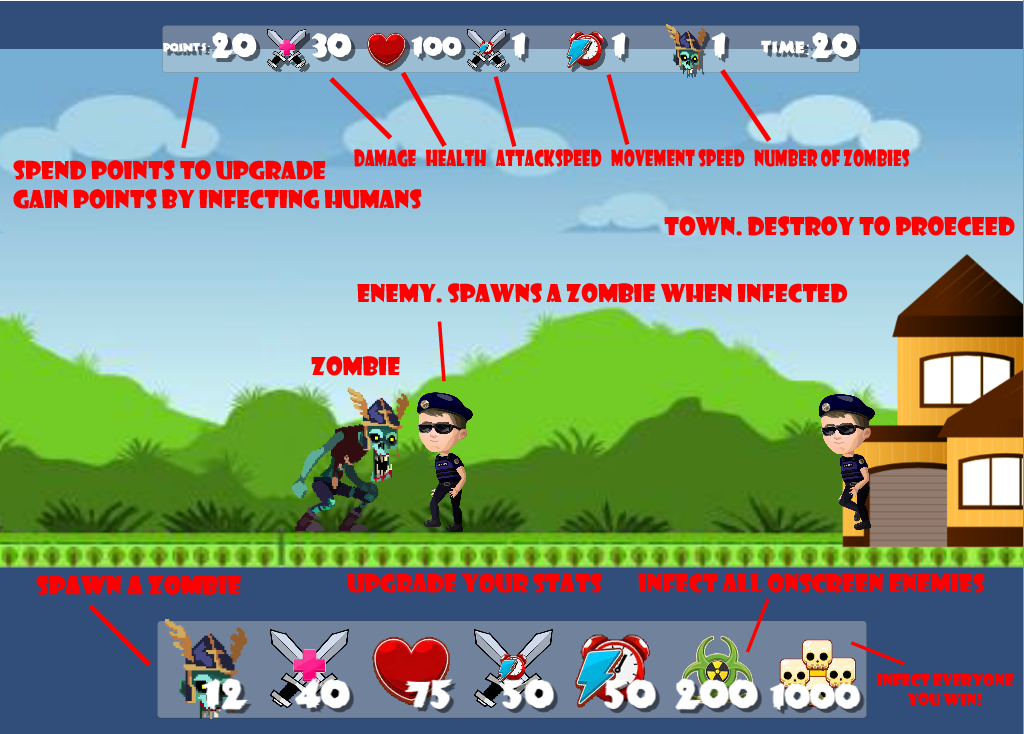 POINTS: 20 30 100 1 1 1 TIME: 20
DAMAGE HEALTH ATTACKSPEED MOVEMENT SPEED NUMBER OF ZOMBIES
SPEND POINTS TO UPGRADE
GAIN POINTS BY INFECTING HUMANS
TOWN. DESTROY TO PROECEED
ENEMY. SPAWNS A ZOMBIE WHEN INFECTED
ZOMBIE
SPAWN A ZOMBIE UPGRADE YOUR STATS INFECT ALL ONSCREEN ENEMIES
12 40 75 50 50 200 1000
INFECT EVERYONE
YOU WIN!